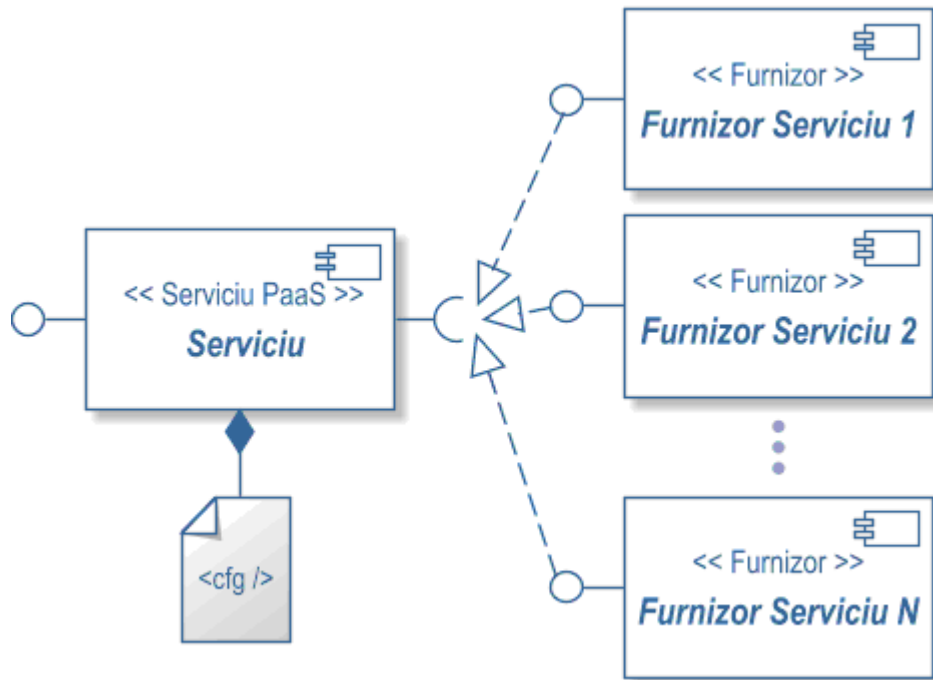 << Furnizor >>
Furnizor Serviciu 1
<< Serviciu PaaS >>
Serviciu
<< Furnizor >>
Furnizor Serviciu 2
<cfg />
<< Furnizor >>
Furnizor Serviciu N